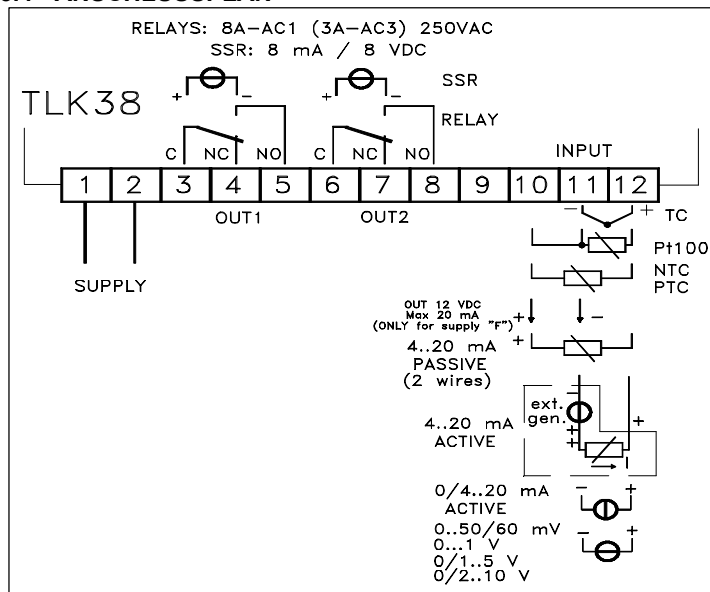 RELAYS: 8A-AC1 (3A-AC3) 250VAC
SSR: 8 mA / 8 VDC
TLK38
+ - + - SSR
RELAY
C NC NO C NC NO INPUT
1 2 3 4 5 6 7 8 9 10 11 12
OUT1 OUT2 - + TC
SUPPLY
Pt100
NTC
PTC
OUT 12 VDC
Max 20 mA + -
(ONLY for supply "F")
+
4..20 mA
PASSIVE
(2 wires)
-
ext.
gen. +
4..20 mA +
ACTIVE +
I
0/4..20 mA - +
ACTIVE
0..50/60 mV - +
0...1 V
0/1..5 V
0/2..10 V